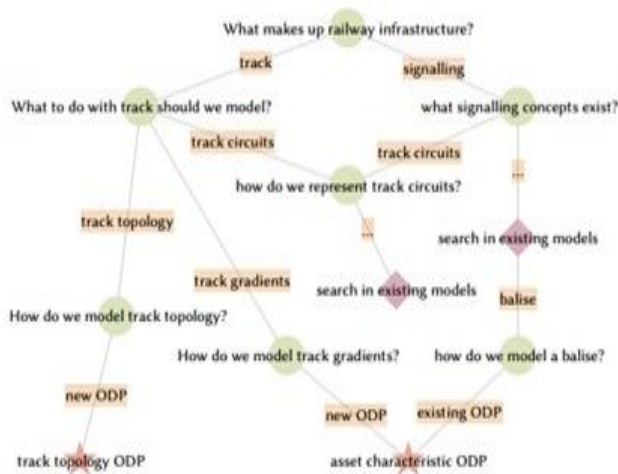 What makes up railway infrastructure?
track
signalling
What to do with track should we model?
what signalling concepts exist?
track circuits
track circuits
...
how do we represent track circuits?
track topology
...
search in existing models
track gradients
search in existing models
balise
How do we model track topology?
How do we model track gradients?
how do we model a balise?
new ODP
new ODP
existing ODP
track topology ODP
asset characteristic ODP